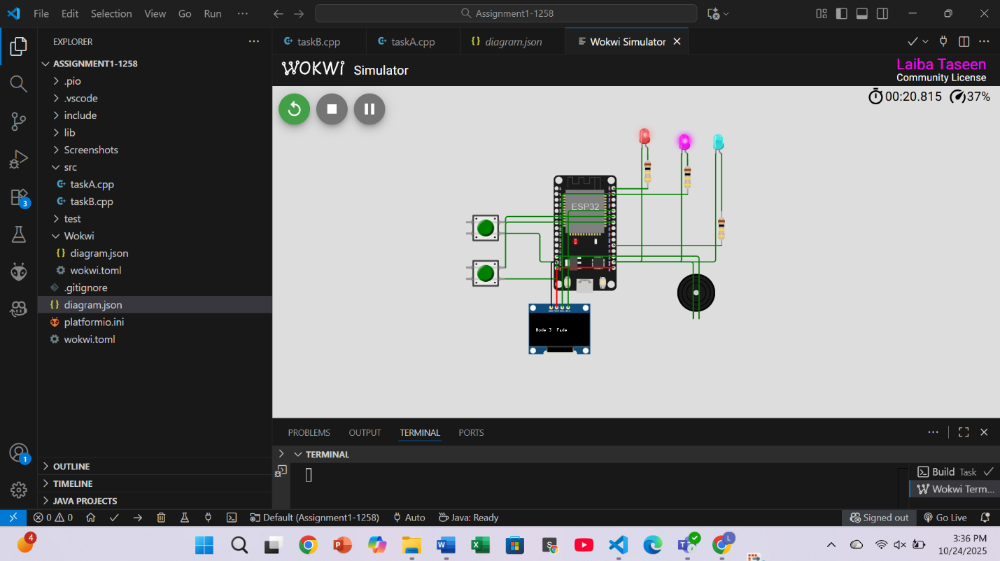 File Edit Selection View Go Run ··· Assignment1-1258
EXPLORER ···
ASSIGNMENT1-1258
.pio
.vscode
include
lib
Screenshots
src
taskA.cpp
taskB.cpp
test
Wokwi
{} diagram.json
wokwi.toml
.gitignore
{} diagram.json
platformio.ini
wokwi.toml
OUTLINE
TIMELINE
JAVA PROJECTS
3
1
taskB.cpp taskA.cpp {} diagram.json Wokwi Simulator
WOKWI Simulator
Laiba Taseen
Community License
00:20.815 37%
ESP32
Mode 3 Fade
PROBLEMS OUTPUT TERMINAL PORTS
TERMINAL
Build Task
Wokwi Term...
0 0 Default (Assignment1-1258) Auto Java: Ready Signed out Go Live
4
3:36 PM
10/24/2025